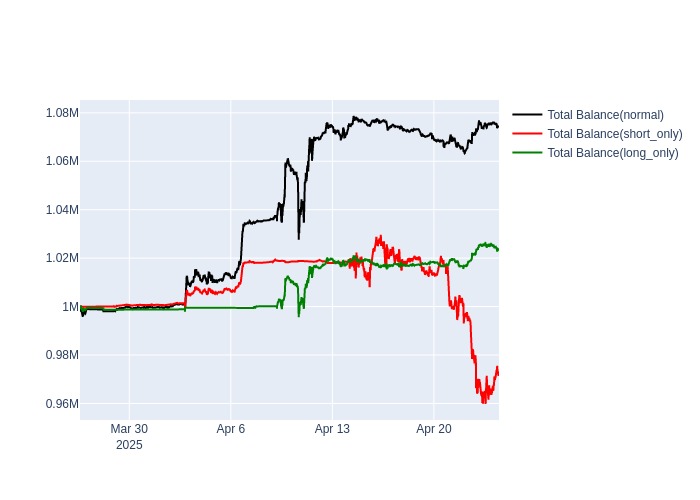 1.08M
1.06M
1.04M
1.02M
1M
0.98M
0.96M
Mar 30
2025
Apr 6
Apr 13
Apr 20
Total Balance(normal)
Total Balance(short_only)
Total Balance(long_only)